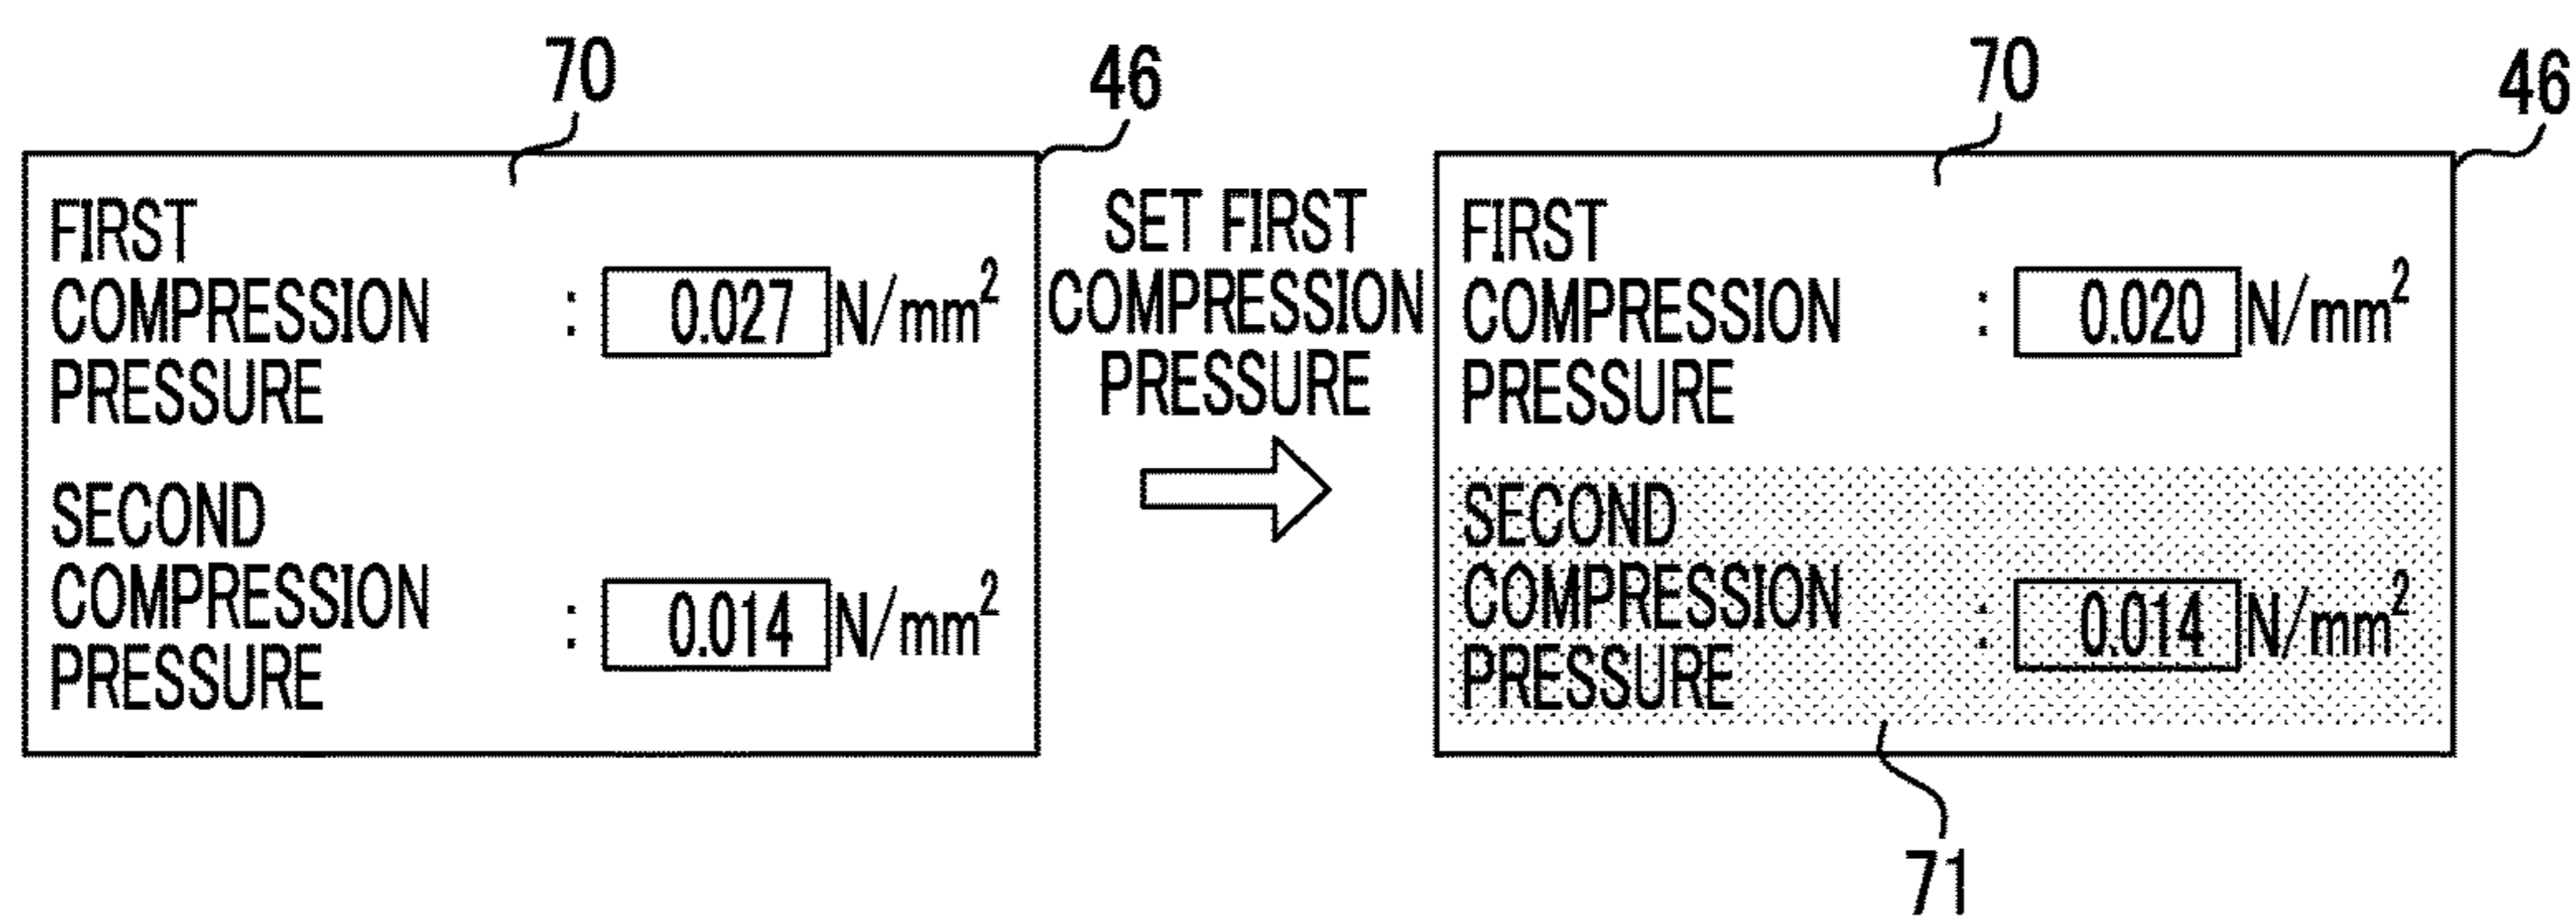 70
46
FIRST
COMPRESSION : 0.027 N/mm²
PRESSURE
SECOND
COMPRESSION : 0.014 N/mm²
PRESSURE
SET FIRST
COMPRESSION
PRESSURE
70
46
FIRST
COMPRESSION : 0.020 N/mm²
PRESSURE
SECOND
COMPRESSION : 0.014 N/mm²
PRESSURE
71